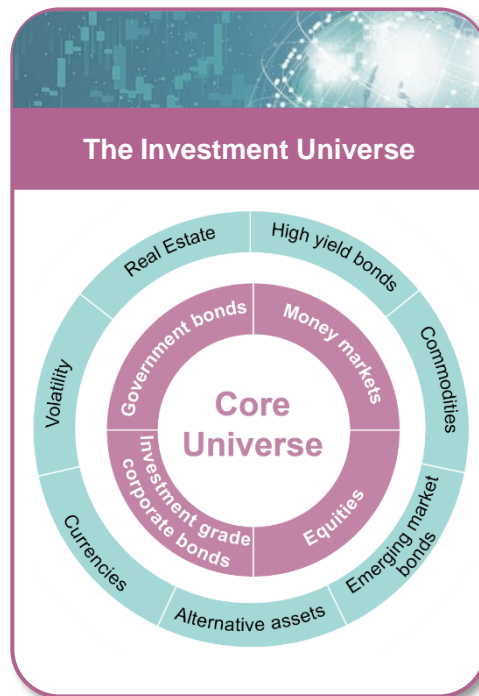 The Investment Universe
Real Estate
High yield bonds
Commodities
Emerging market
bonds
Alternative assets
Currencies
Volatility
Government bonds
Money markets
Equities
Investment grade
corporate bonds
Core
Universe